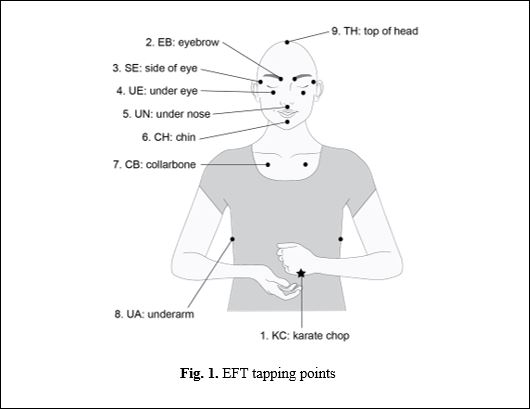 9. TH: top of head
2. EB: eyebrow
3. SE: side of eye
4. UE: under eye
5. UN: under nose
6. CH: chin
7. CB: collarbone
8. UA: underarm
1. KC: karate chop
Fig. 1. EFT tapping points